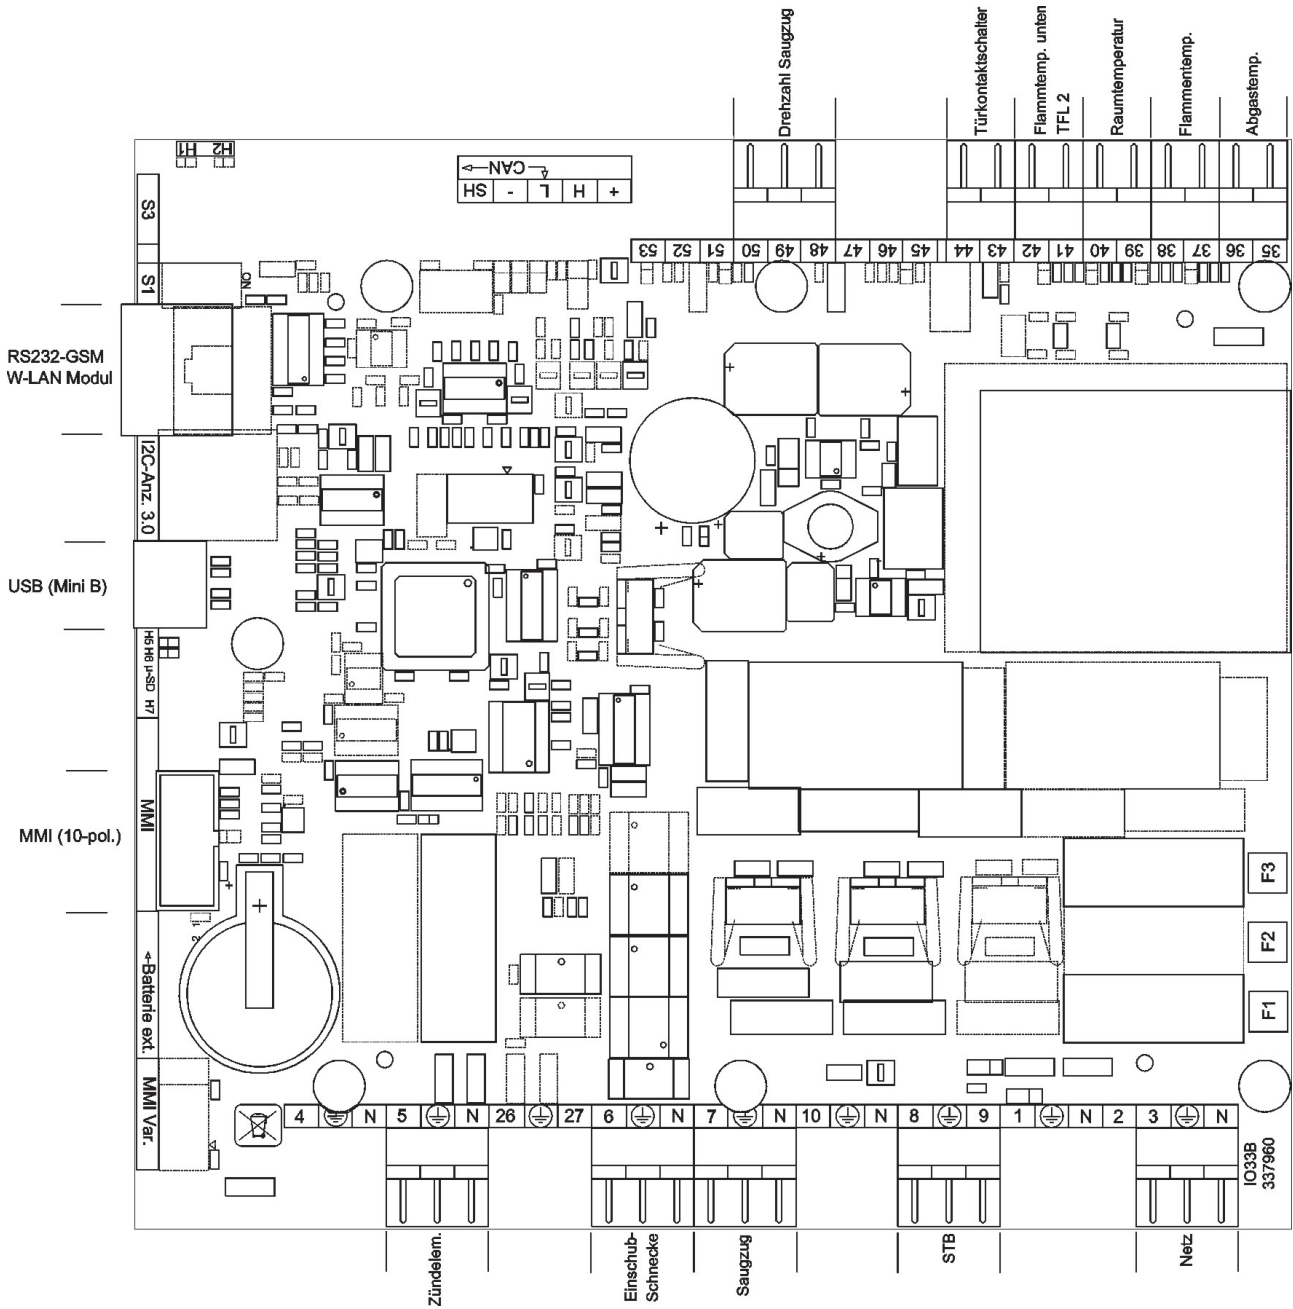 Drehzahl Saugzug
Türkontaktschalter
Flammtemp. unten
TFL 2
Raumtemperatur
Flammentemp.
Abgastemp.
H1 H2
CAN
SH - L H +
53 52 51 50 49 48 47 46 45 44 43 42 41 40 39 38 37 36 35
S3
S1
ON
RS232-GSM
W-LAN Modul
I2C-Anz. 3.0
USB (Mini B)
H5 H6 µ-SD H7
MMI
MMI (10-pol.)
+
+
+
+
+
+
+
+
+
2 1
<-Batterie ext.
MMI Var.
F3
F2
F1
4 N 5 N 26 27 6 N 7 N 10 N 8 9 1 N 2 3 N
IO33B
337960
Zündelem.
Einschub-
Schnecke
Saugzug
STB
Netz